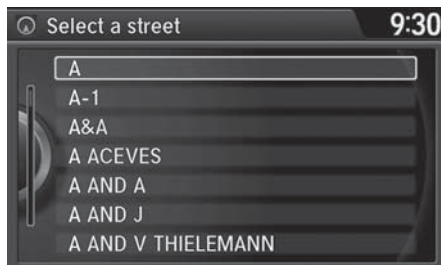 Select a street
9:30
A
A-1
A&A
A ACEVES
A AND A
A AND J
A AND V THIELEMANN